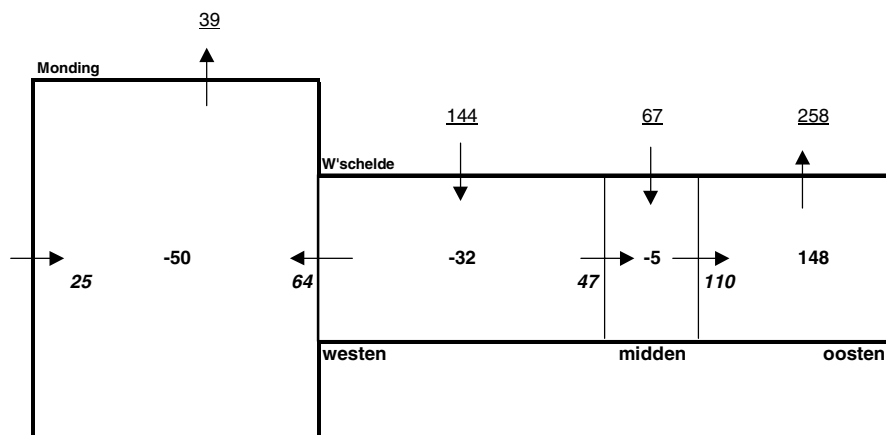 39
Monding
144 67 258
W'schelde
-50 -32 -5 148
25 64 47 110
westen midden oosten